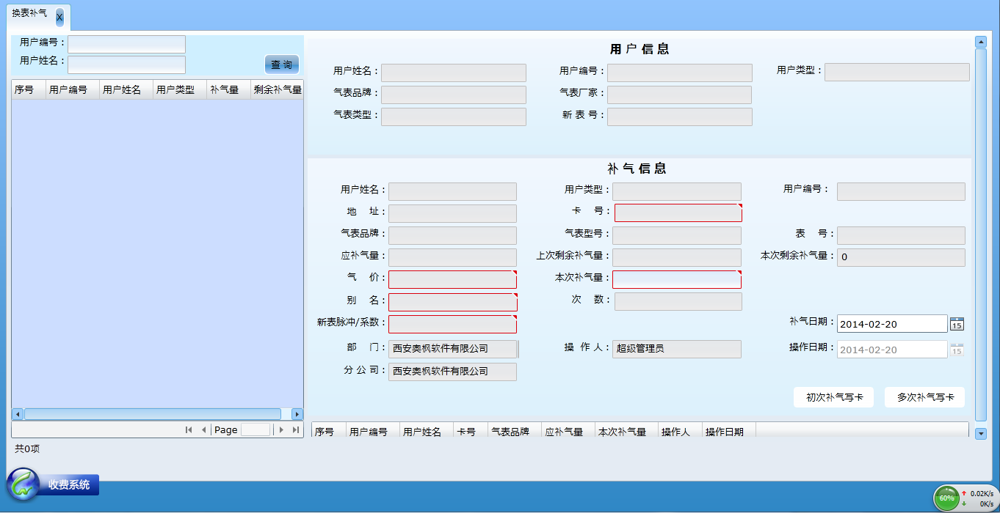 换表补气 X
用户编号：
用户姓名：
查 询
序号 用户编号 用户姓名 用户类型 补气量 剩余补气量
Page
共0项
用 户 信 息
用户姓名： 用户编号： 用户类型：
气表品牌： 气表厂家：
气表类型： 新 表 号：
补 气 信 息
用户姓名： 用户类型： 用户编号：
地 址： 卡 号：
气表品牌： 气表型号： 表 号：
应补气量： 上次剩余补气量： 本次剩余补气量： 0
气 价： 本次补气量：
别 名： 次 数：
新表脉冲/系数： 补气日期： 2014-02-20 15
部 门： 西安奥枫软件有限公司 操 作 人： 超级管理员 操作日期： 2014-02-20 15
分 公 司： 西安奥枫软件有限公司
初次补气写卡 多次补气写卡
序号 用户编号 用户姓名 卡号 气表品牌 应补气量 本次补气量 操作人 操作日期
收费系统
60% 0.02K/s
0K/s